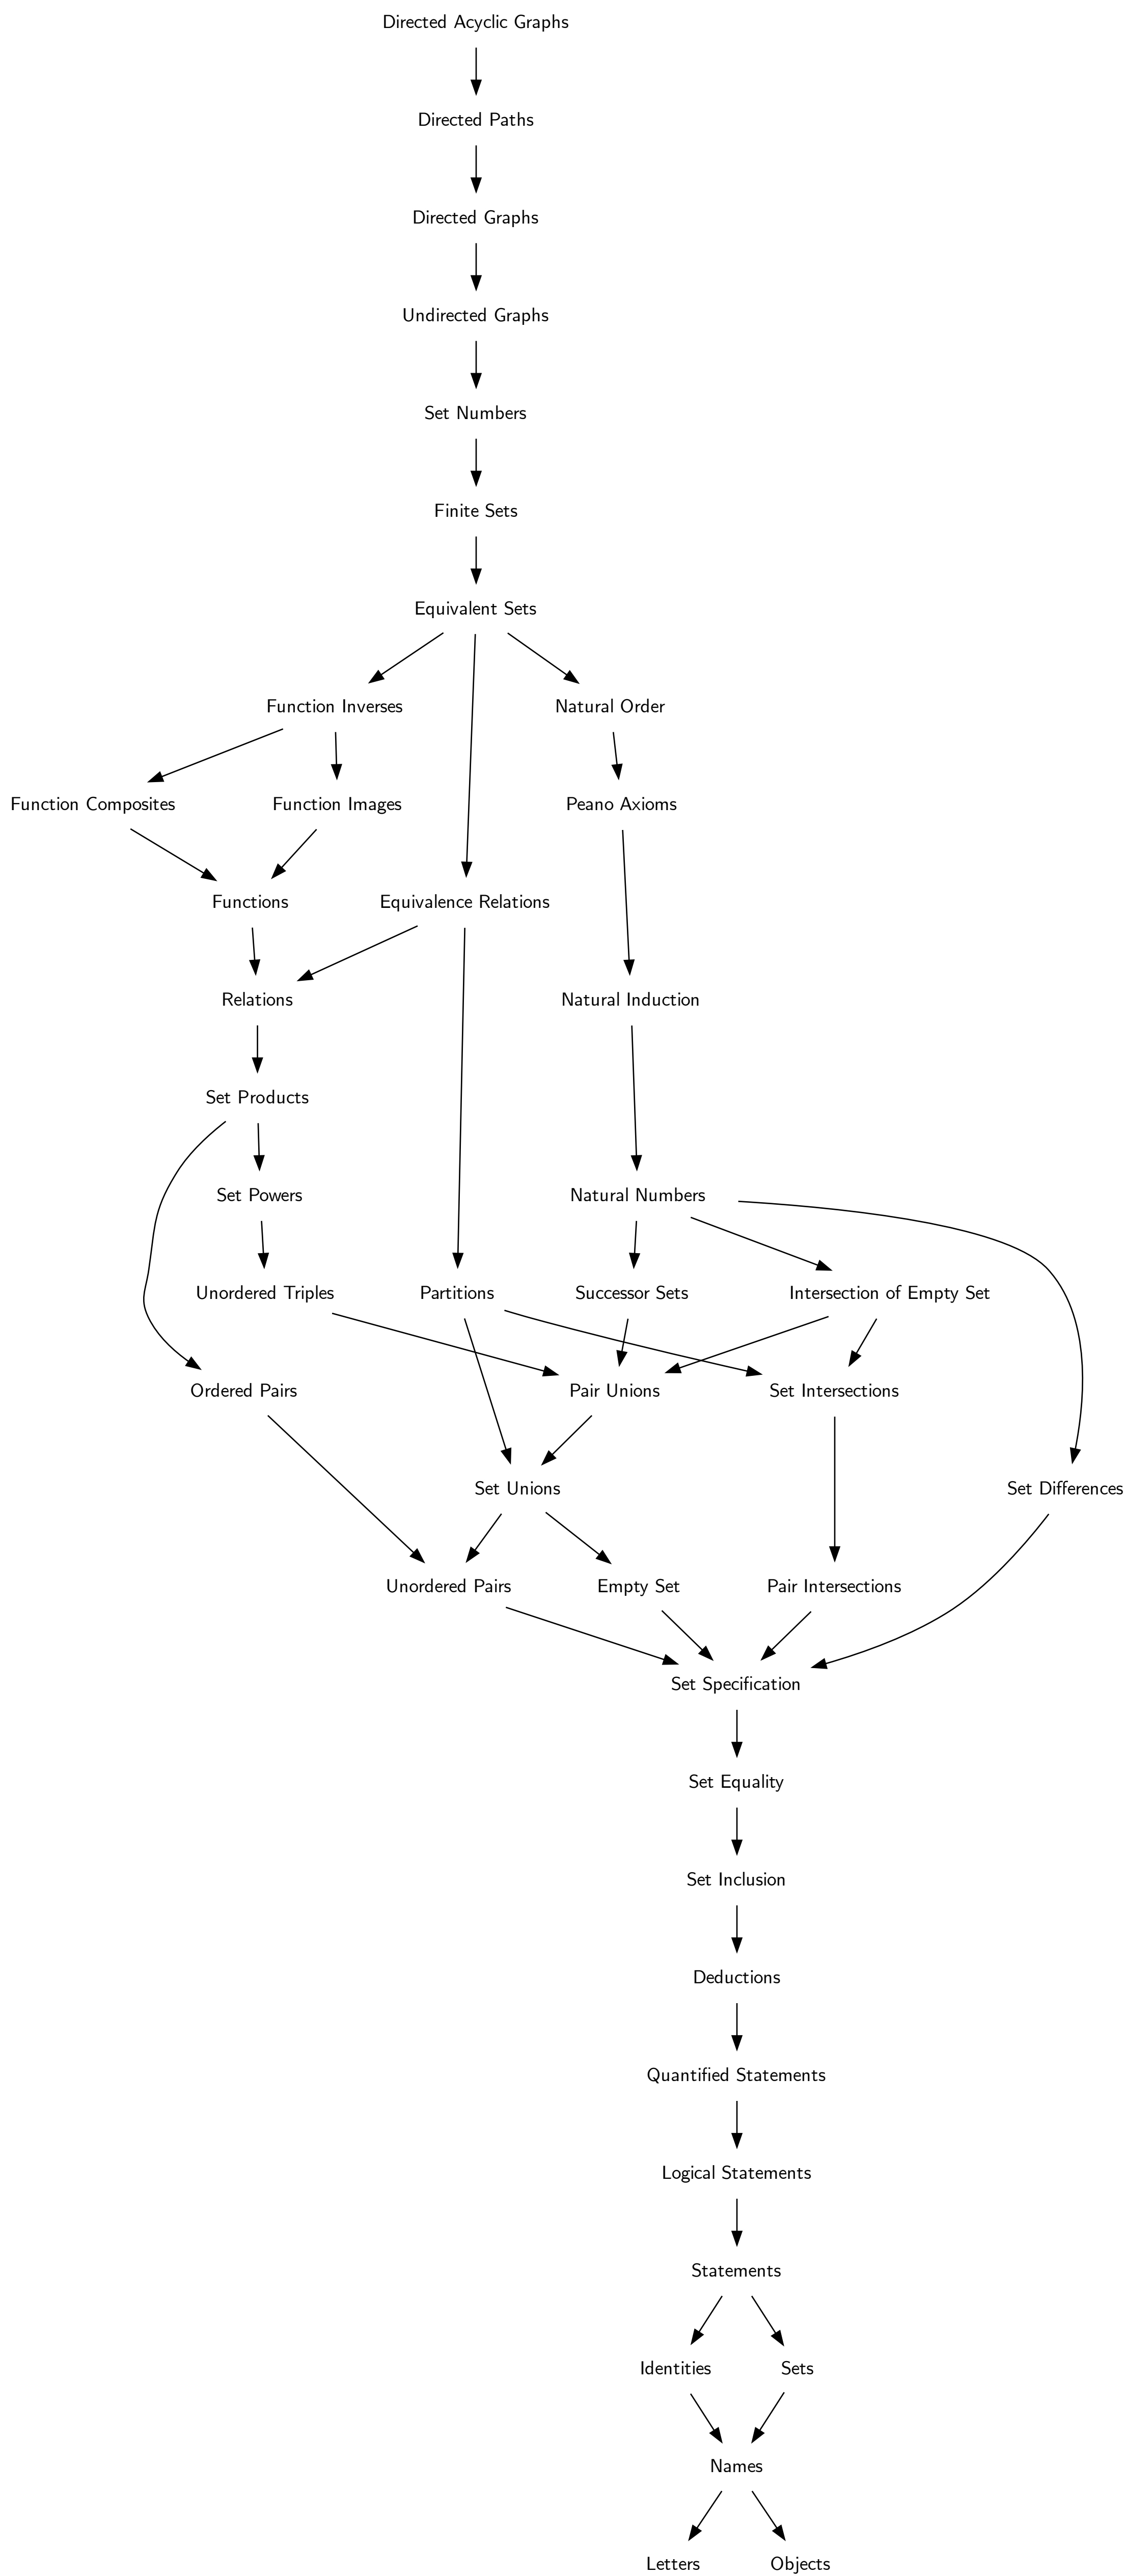 Directed Acyclic Graphs
Directed Paths
Directed Graphs
Undirected Graphs
Set Numbers
Finite Sets
Equivalent Sets
Function Inverses
Natural Order
Function Composites
Function Images
Peano Axioms
Functions
Equivalence Relations
Relations
Natural Induction
Set Products
Set Powers
Natural Numbers
Unordered Triples
Partitions
Successor Sets
Intersection of Empty Set
Ordered Pairs
Pair Unions
Set Intersections
Set Unions
Set Differences
Unordered Pairs
Empty Set
Pair Intersections
Set Specification
Set Equality
Set Inclusion
Deductions
Quantified Statements
Logical Statements
Statements
Identities
Sets
Names
Letters
Objects